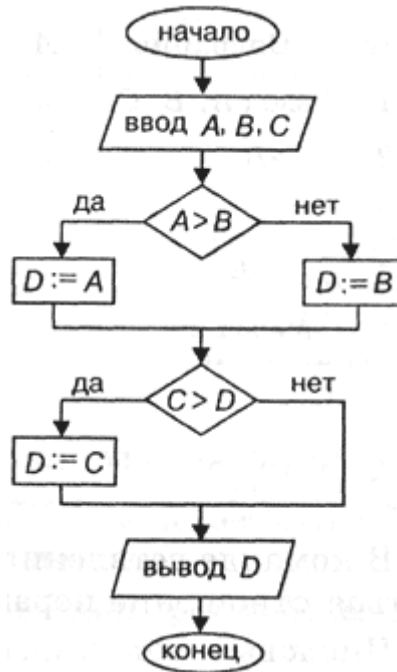 начало
ввод A, B, C
да
A > B
нет
D := A
D := B
да
C > D
нет
D := C
вывод D
конец